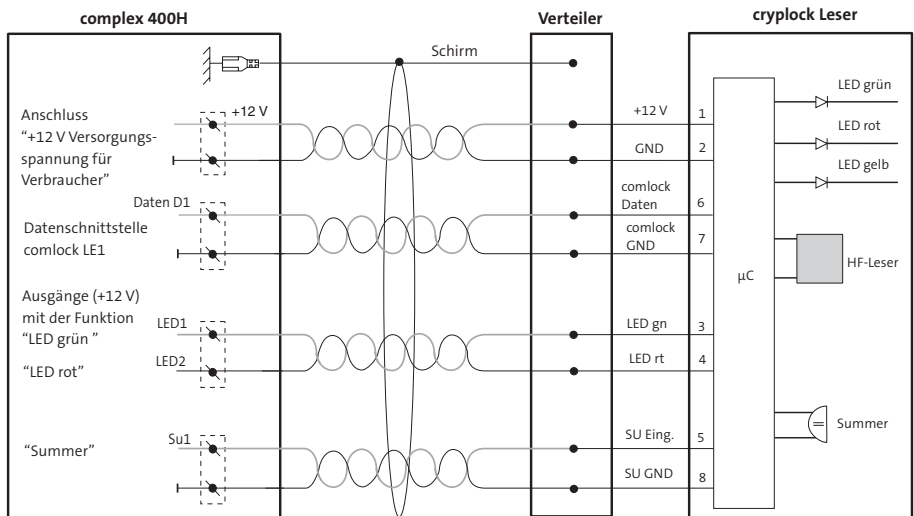 complex 400H
Verteiler
cryplock Leser
Schirm
Anschluss
“+12 V Versorgungs-
spannung für
Verbraucher”
+12 V
+12 V
1
GND
2
LED grün
LED rot
LED gelb
Daten D1
Datenschnittstelle
comlock LE1
comlock
Daten
6
comlock
GND
7
µC
HF-Leser
Ausgänge (+12 V)
mit der Funktion
“LED grün ”
LED1
“LED rot”
LED2
LED gn
3
LED rt
4
“Summer”
Su1
SU Eing.
5
SU GND
8
Summer